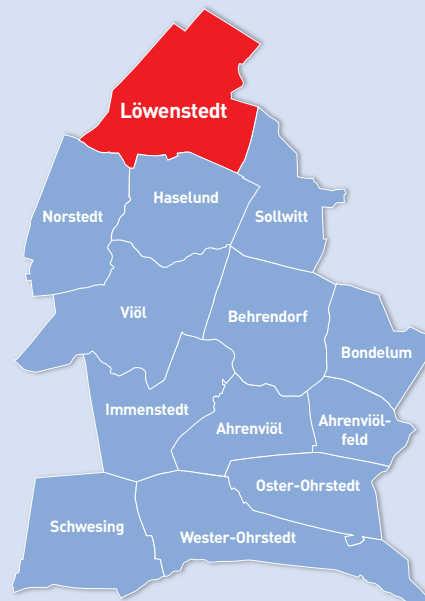 Löwenstedt
Haselund
Norstedt
Sollwitt
Viöl
Behrendorf
Bondelum
Immenstedt
Ahrenviöl
Ahrenviöl-
feld
Oster-Ohrstedt
Schwesing
Wester-Ohrstedt